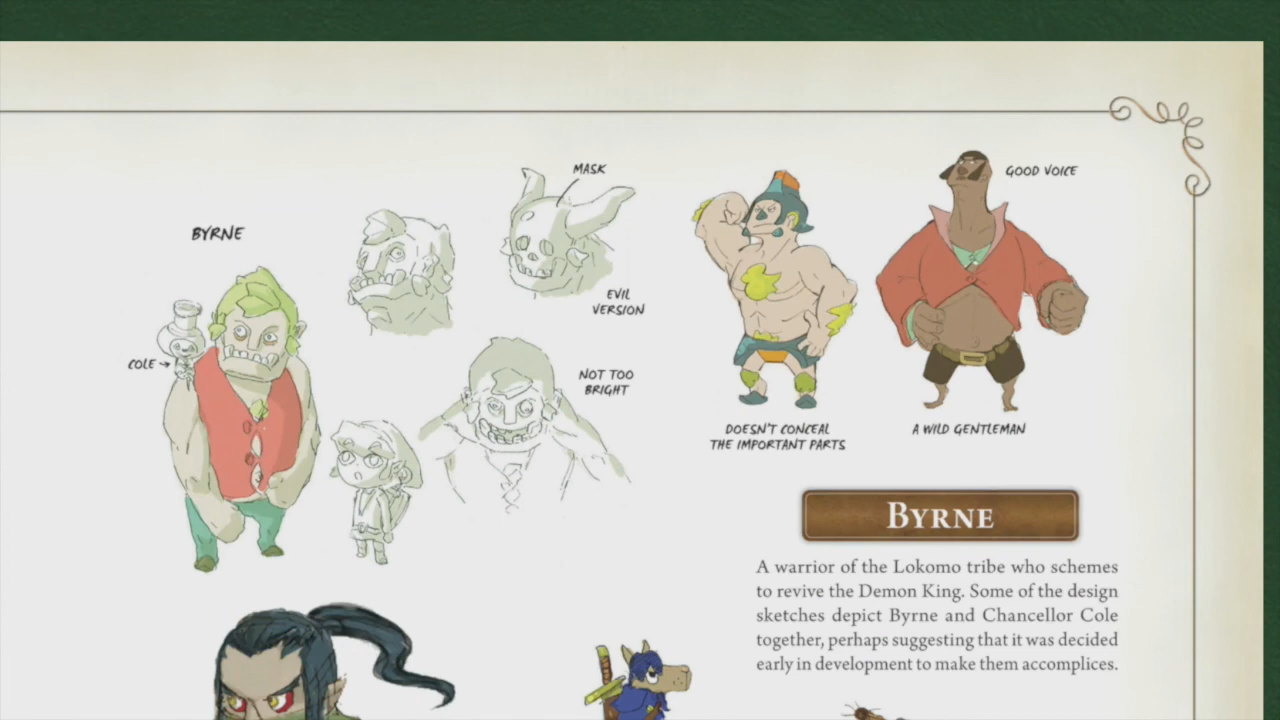 MASK
GOOD VOICE
BYRNE
EVIL
VERSION
COLE
NOT TOO
BRIGHT
DOESN'T CONCEAL
THE IMPORTANT PARTS
A WILD GENTLEMAN
BYRNE
A warrior of the Lokomo tribe who schemes
to revive the Demon King. Some of the design
sketches depict Byrne and Chancellor Cole
together, perhaps suggesting that it was decided
early in development to make them accomplices.